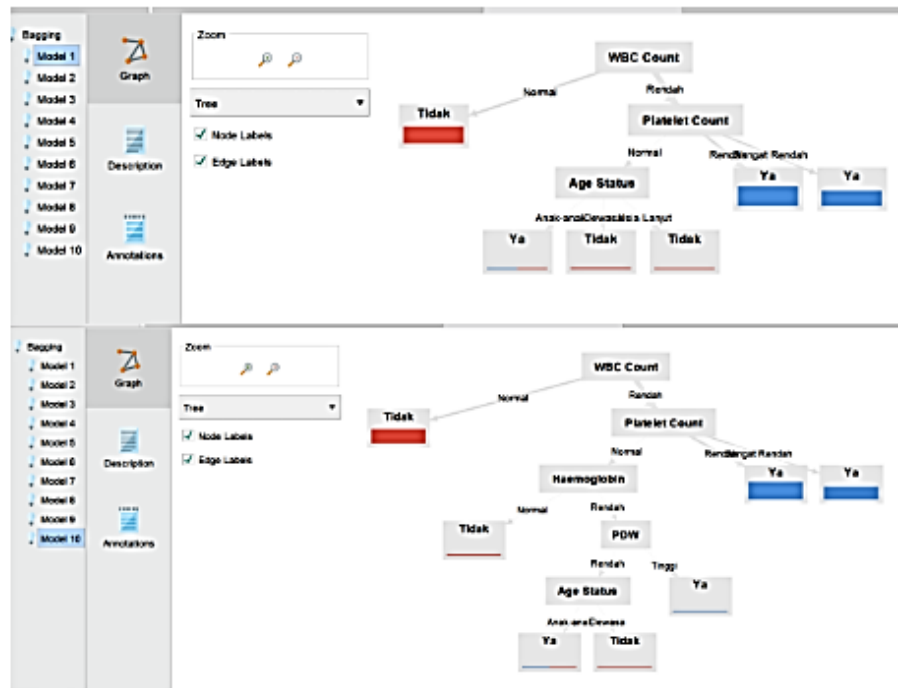 Bagging
Model 1
Model 2
Model 3
Model 4
Model 5
Model 6
Model 7
Model 8
Model 9
Model 10
Graph
Description
Annotations
Zoom
Tree
Node Labels
Edge Labels
WBC Count
Normal
Rendah
Tidak
Platelet Count
Normal
Age Status
Ya
Ya
Ya
Tidak
Tidak
Bagging
Model 1
Model 2
Model 3
Model 4
Model 5
Model 6
Model 7
Model 8
Model 9
Model 10
Graph
Description
Annotations
Zoom
Tree
Node Labels
Edge Labels
WBC Count
Normal
Rendah
Tidak
Platelet Count
Normal
Haemoglobin
Ya
Ya
Normal
Rendah
Tidak
PDW
Rendah
Tinggi
Age Status
Ya
Ya
Tidak